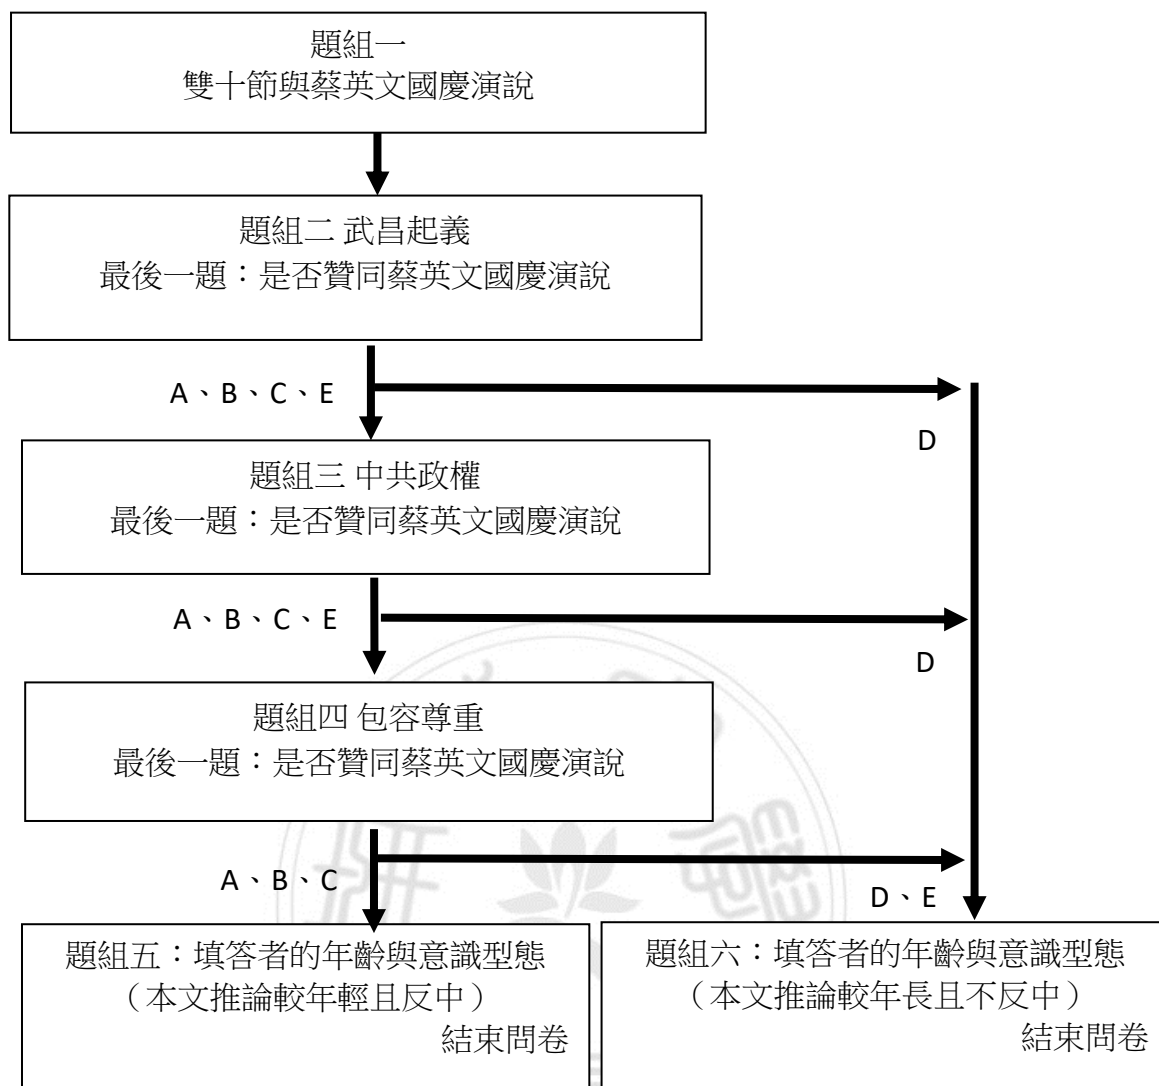 題組一
雙十節與蔡英文國慶演說
題組二 武昌起義
最後一題：是否贊同蔡英文國慶演說
A、B、C、E
D
題組三 中共政權
最後一題：是否贊同蔡英文國慶演說
A、B、C、E
D
題組四 包容尊重
最後一題：是否贊同蔡英文國慶演說
A、B、C
D、E
題組五：填答者的年齡與意識型態
（本文推論較年輕且反中）
結束問卷
題組六：填答者的年齡與意識型態
（本文推論較年長且不反中）
結束問卷